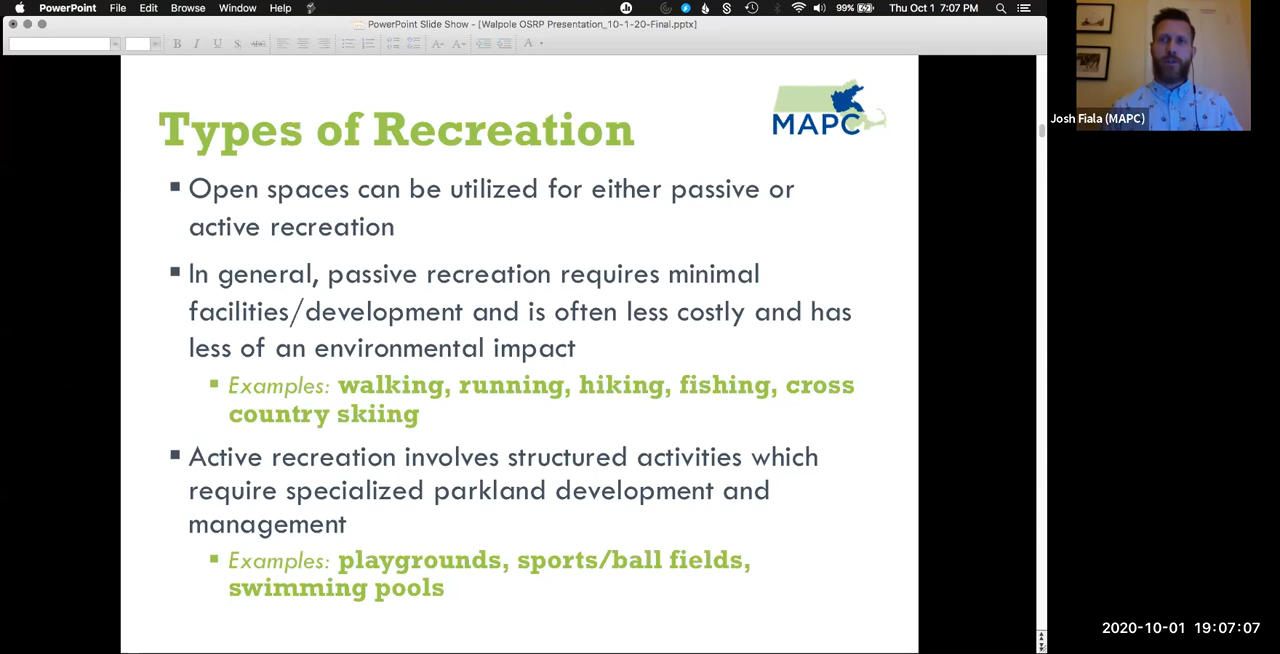 PowerPoint File Edit Browse Window Help 99% Thu Oct 1 7:07 PM
PowerPoint Slide Show - [Walpole OSRP Presentation_10-1-20-Final.pptx]
B I U S ABC A A A
Types of Recreation
MAPC
Josh Fiala (MAPC)
Open spaces can be utilized for either passive or
active recreation
In general, passive recreation requires minimal
facilities/development and is often less costly and has
less of an environmental impact
Examples: walking, running, hiking, fishing, cross
country skiing
Active recreation involves structured activities which
require specialized parkland development and
management
Examples: playgrounds, sports/ball fields,
swimming pools
2020-10-01 19:07:07